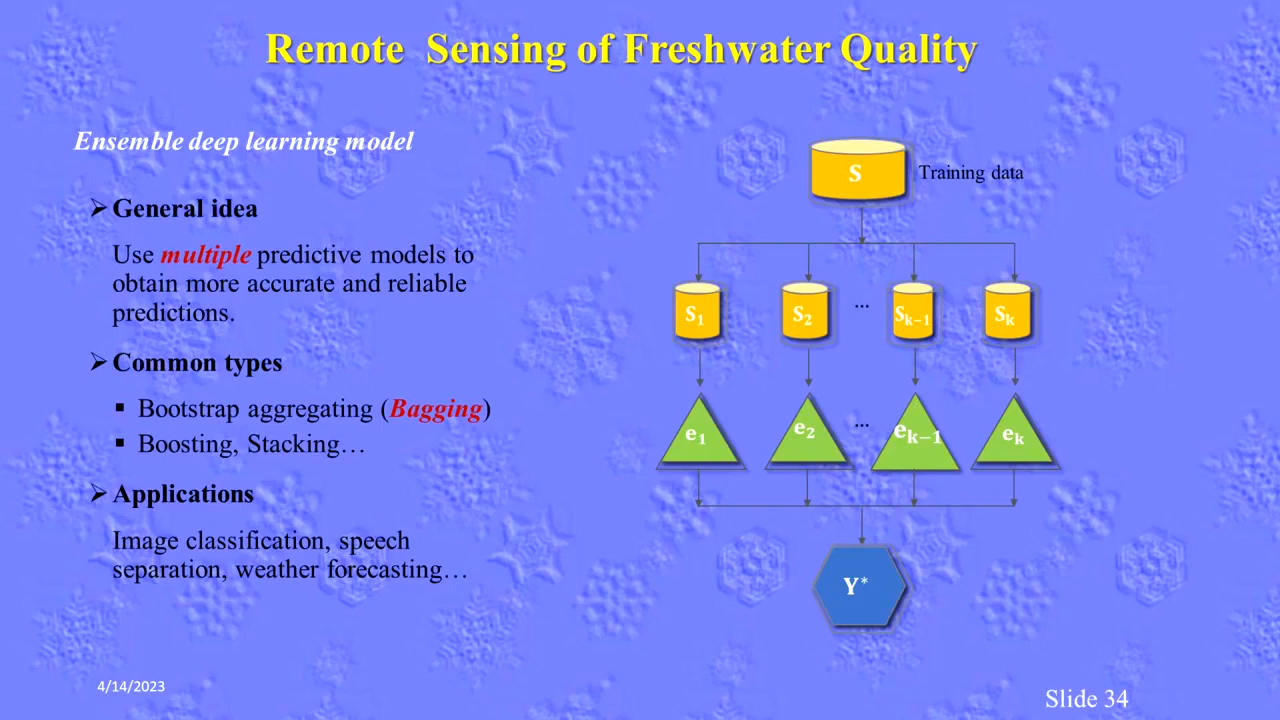 Remote Sensing of Freshwater Quality
Ensemble deep learning model
➢ General idea
Use multiple predictive models to
obtain more accurate and reliable
predictions.
➢ Common types
▪ Bootstrap aggregating (Bagging)
▪ Boosting, Stacking…
➢ Applications
Image classification, speech
separation, weather forecasting…
S
Training data
S₁ S₂ ... Sₖ₋₁ Sₖ
e₁ e₂ ... eₖ₋₁ eₖ
Y*
4/14/2023
Slide 34